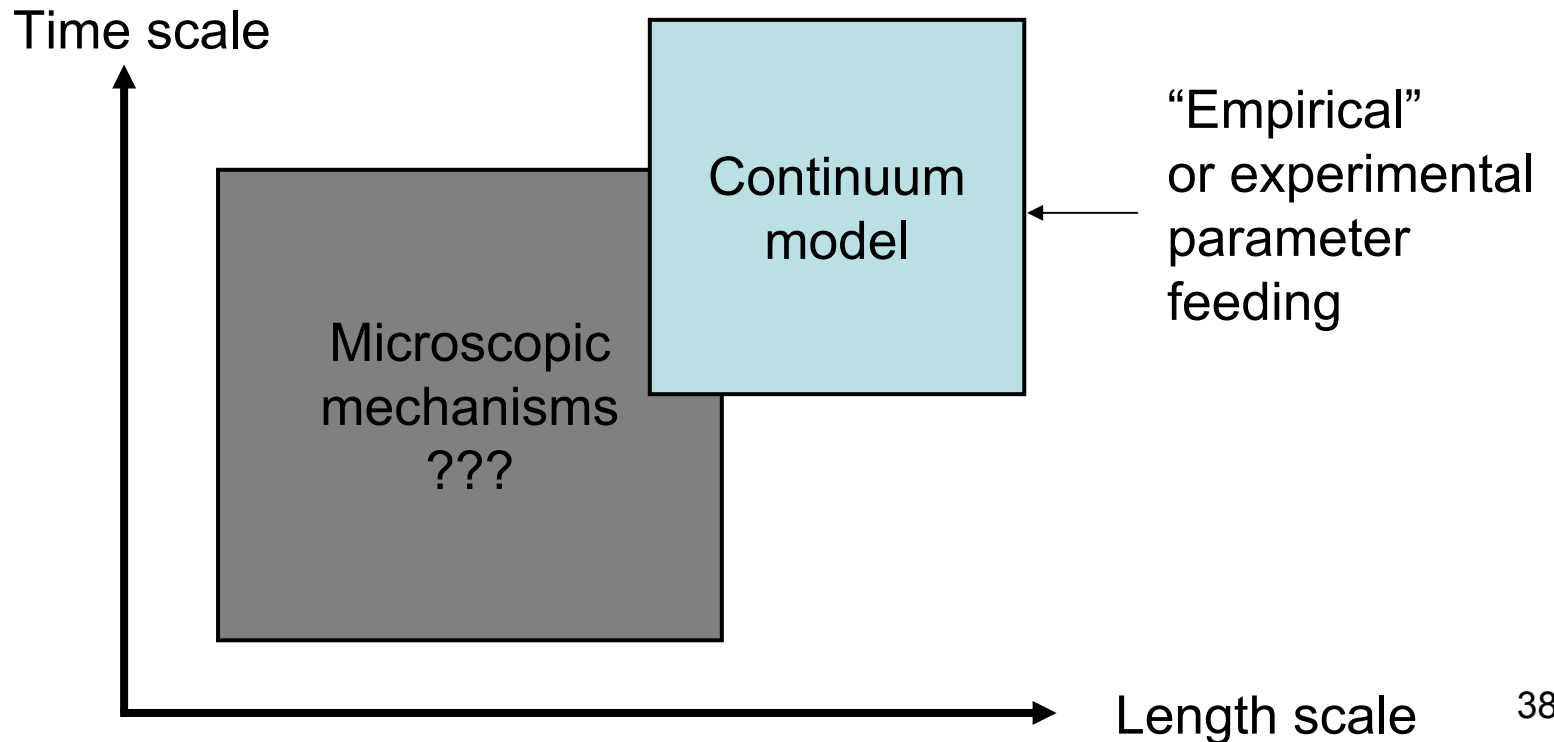 Time scale
“Empirical”
or experimental
parameter
feeding
Continuum
model
Microscopic
mechanisms
???
Length scale
38